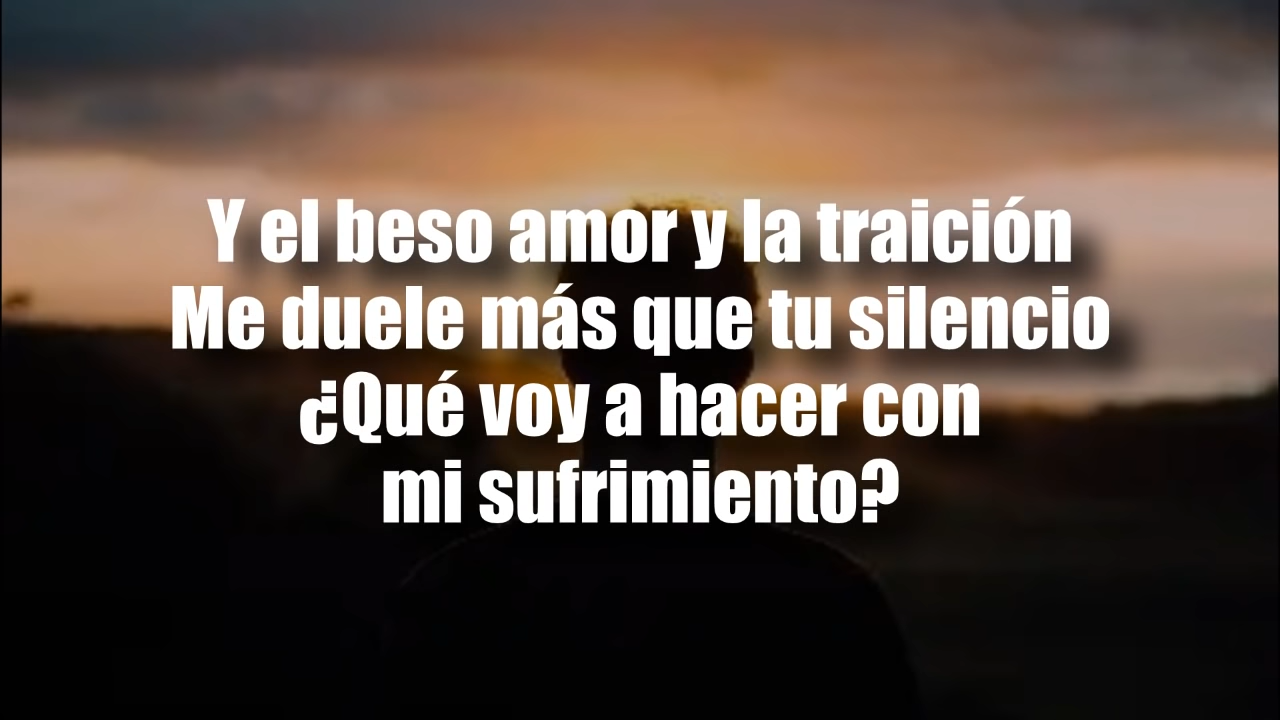 Y el beso amor y la traición
Me duele más que tu silencio
¿Qué voy a hacer con
mi sufrimiento?